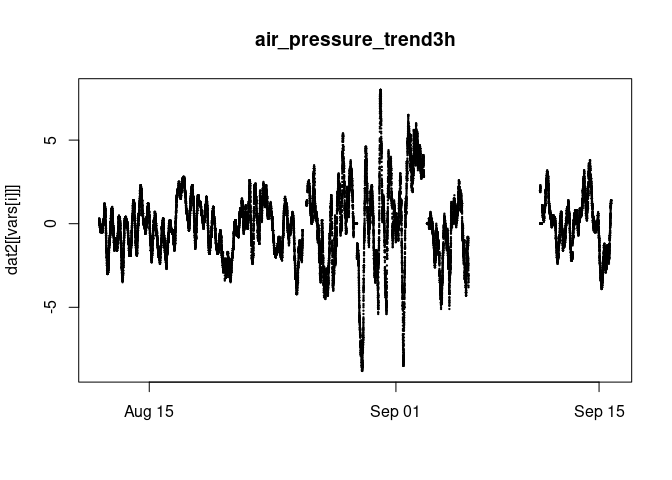 air_pressure_trend3h
dat2[[vars[i]]]
5
0
-5
Aug 15
Sep 01
Sep 15